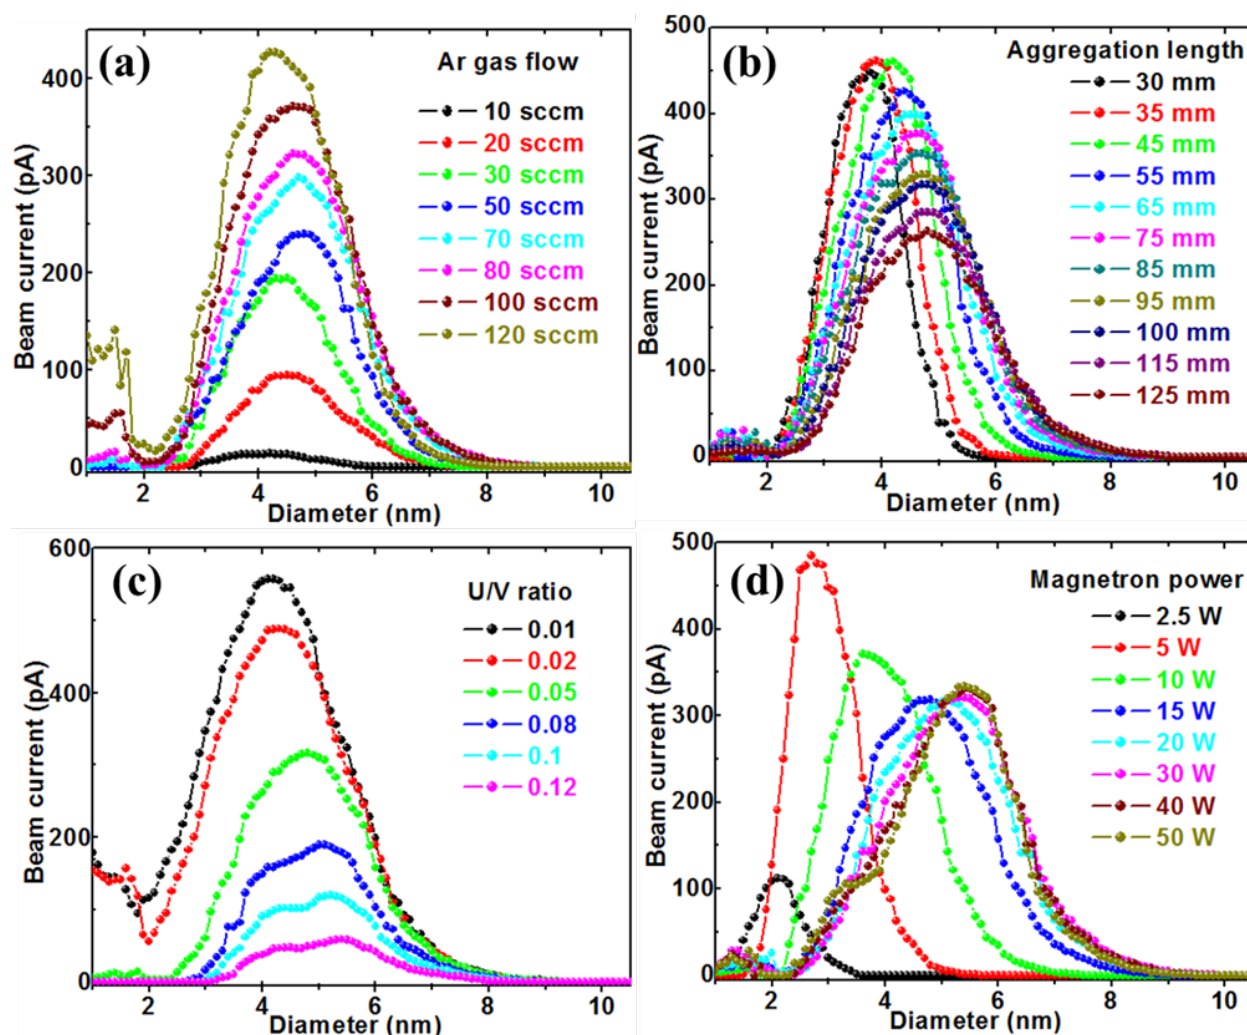 (a)
Ar gas flow
10 sccm
20 sccm
30 sccm
50 sccm
70 sccm
80 sccm
100 sccm
120 sccm
400
300
200
100
0
2
4
6
8
10
Beam current (pA)
Diameter (nm)
(b)
Aggregation length
30 mm
35 mm
45 mm
55 mm
65 mm
75 mm
85 mm
95 mm
100 mm
115 mm
125 mm
500
400
300
200
100
0
2
4
6
8
10
Beam current (pA)
Diameter (nm)
(c)
U/V ratio
0.01
0.02
0.05
0.08
0.1
0.12
600
400
200
0
2
4
6
8
10
Beam current (pA)
Diameter (nm)
(d)
Magnetron power
2.5 W
5 W
10 W
15 W
20 W
30 W
40 W
50 W
500
400
300
200
100
0
2
4
6
8
10
Beam current (pA)
Diameter (nm)